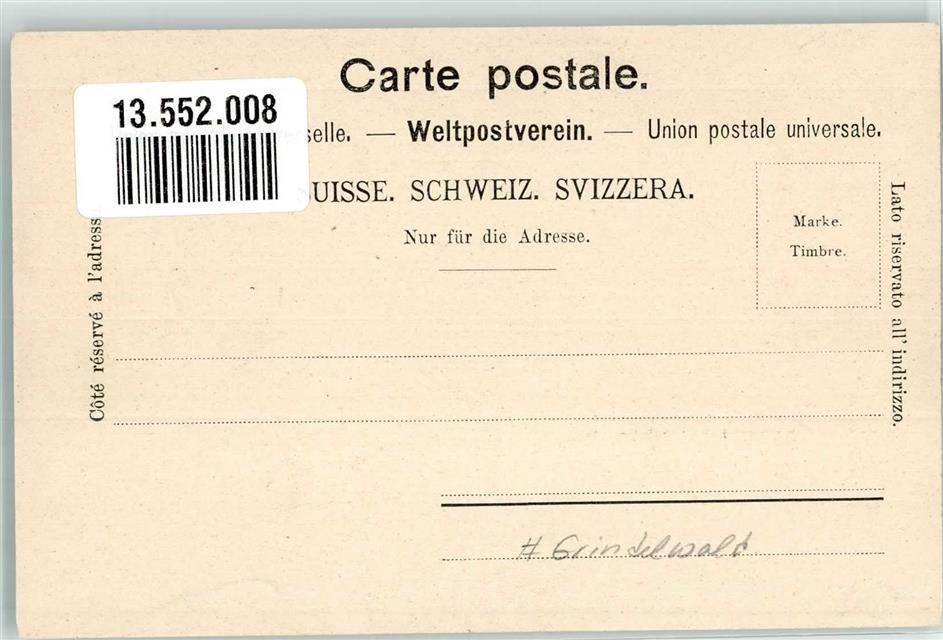 Carte postale.
13.552.008
selle. — Weltpostverein. — Union postale universale.
UISSE. SCHWEIZ. SVIZZERA.
Nur für die Adresse.
Marke.
Timbre.
Côté réservé à l'adress
Lato riservato all' indirizzo.
# Grindelwald